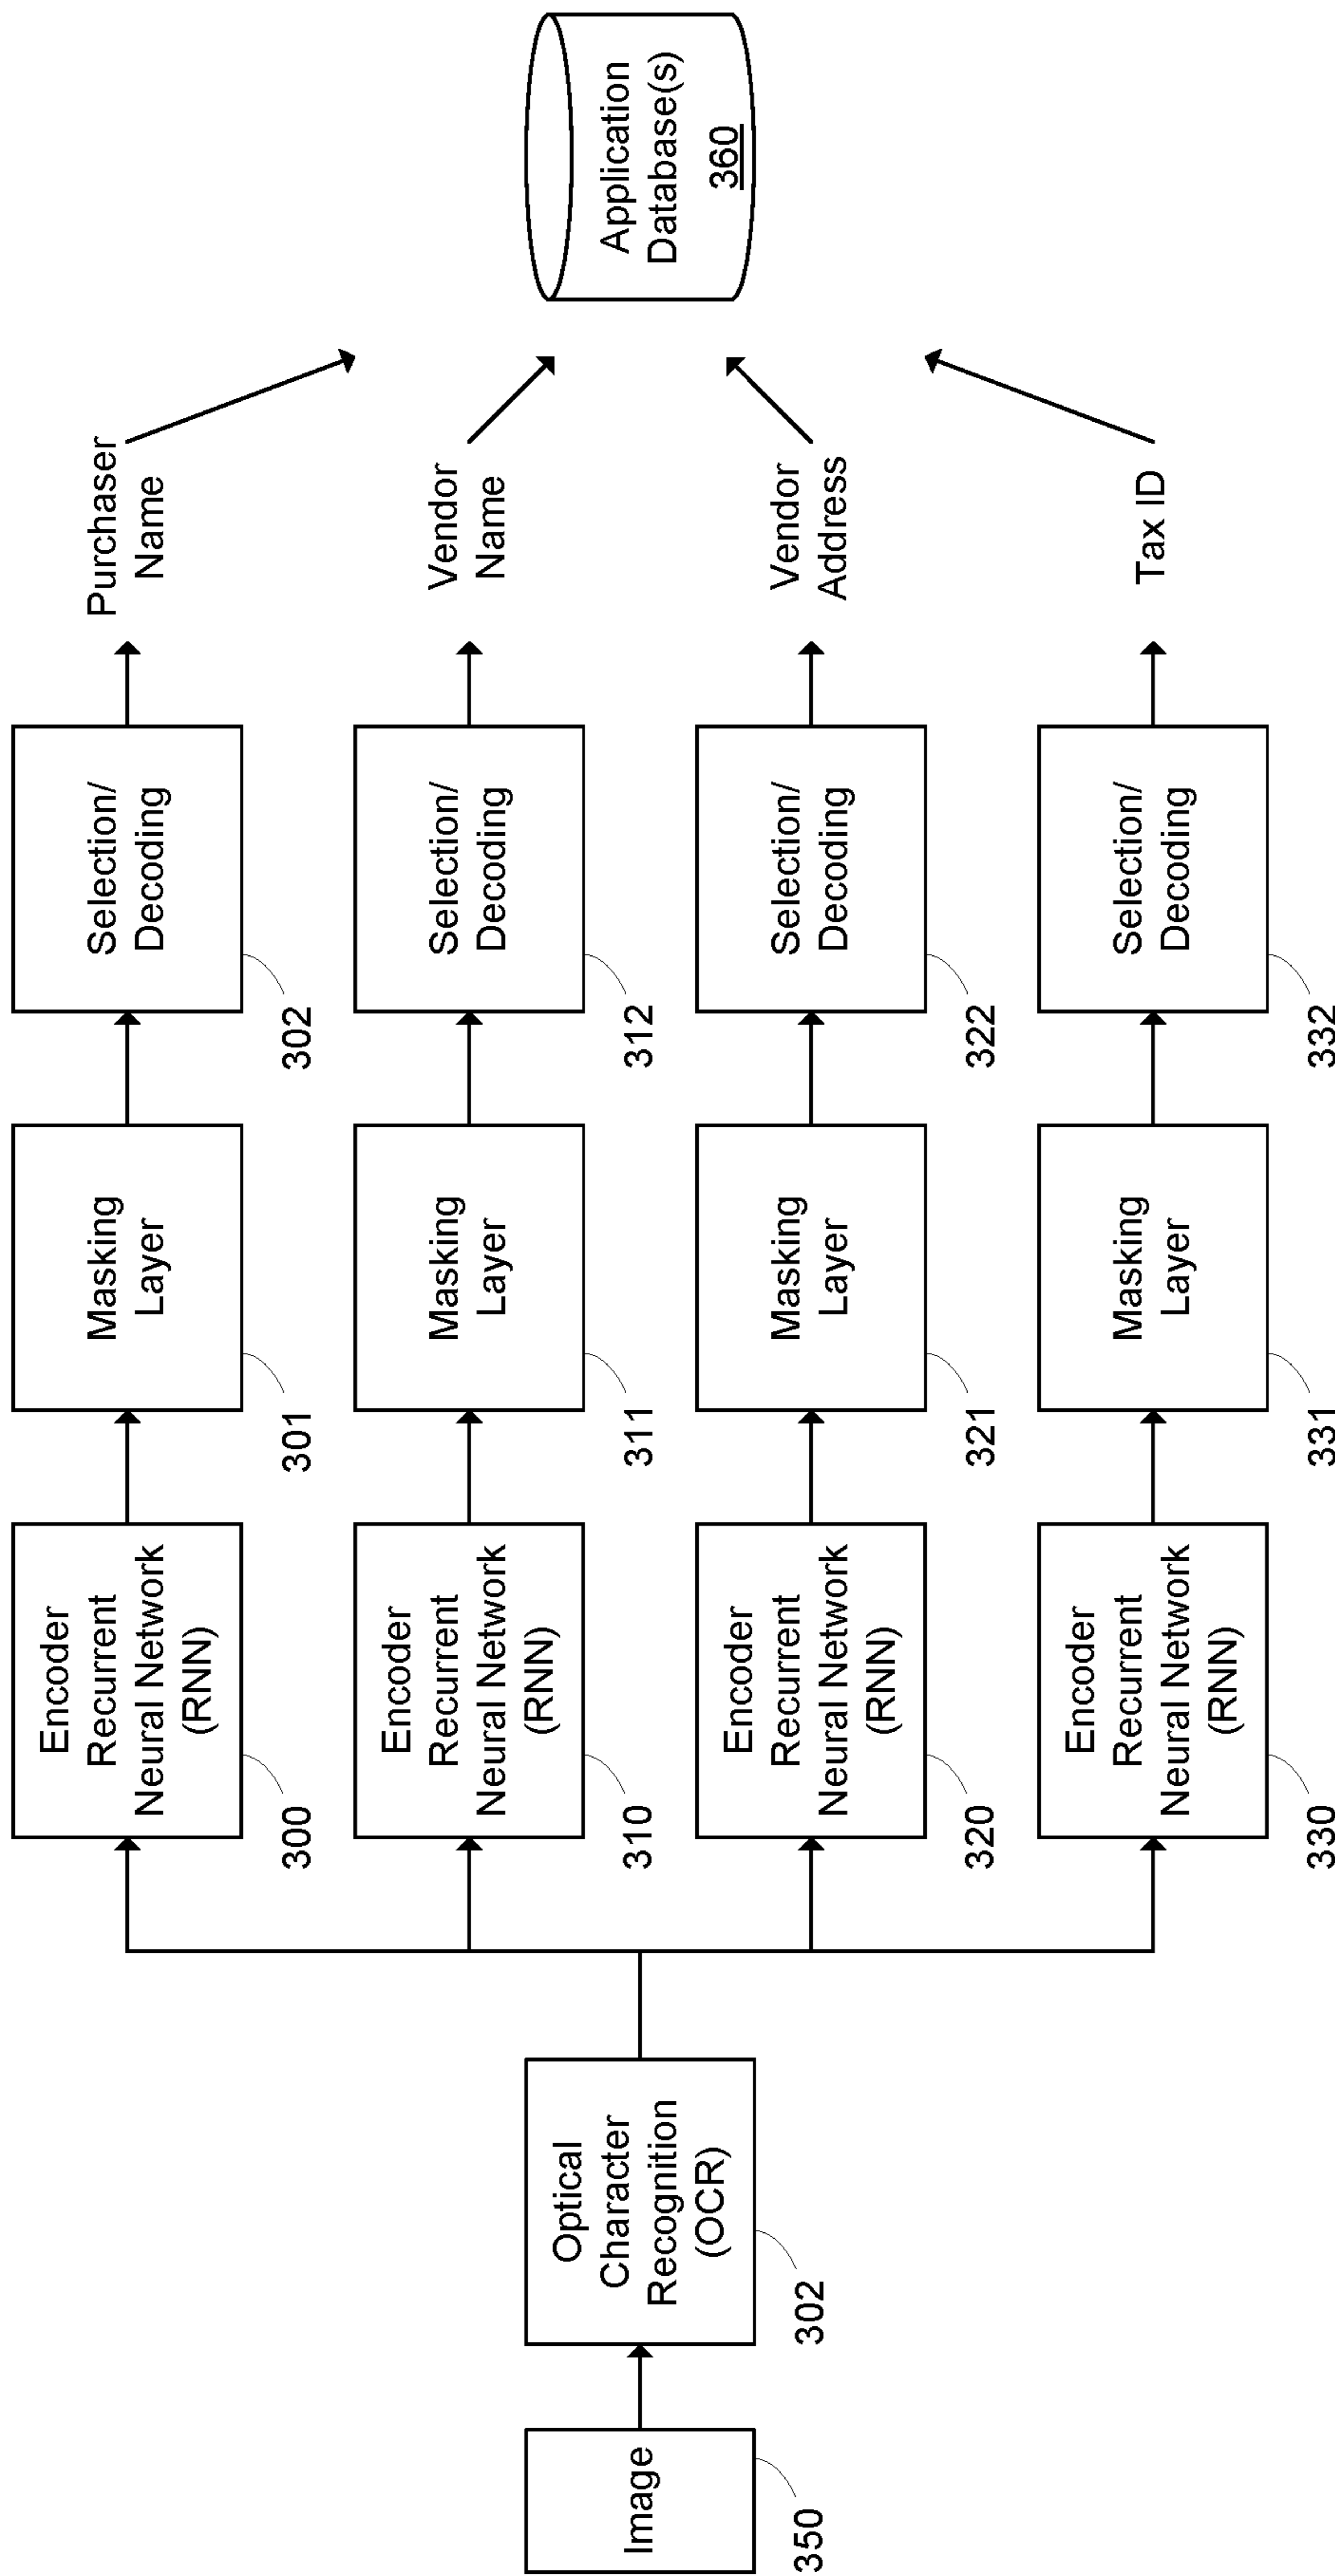 Image
350
Optical
Character
Recognition
(OCR)
302
Encoder
Recurrent
Neural Network
(RNN)
300
Masking
Layer
301
Selection/
Decoding
302
Purchaser
Name
Encoder
Recurrent
Neural Network
(RNN)
310
Masking
Layer
311
Selection/
Decoding
312
Vendor
Name
Encoder
Recurrent
Neural Network
(RNN)
320
Masking
Layer
321
Selection/
Decoding
322
Vendor
Address
Encoder
Recurrent
Neural Network
(RNN)
330
Masking
Layer
331
Selection/
Decoding
332
Tax ID
Application
Database(s)
360